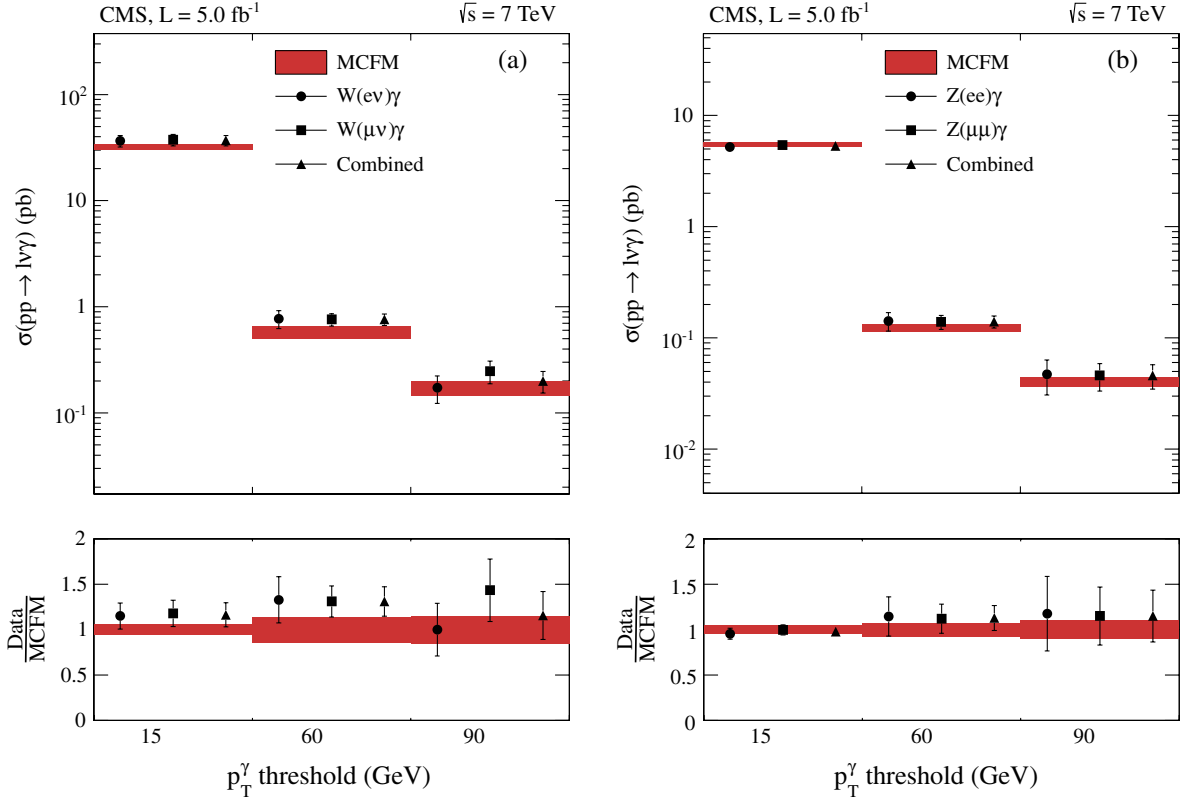 CMS, L = 5.0 fb⁻¹ √s = 7 TeV
(a)
MCFM
W(eν)γ
W(μν)γ
Combined
σ(pp → lνγ) (pb)
10²
10
1
10⁻¹
Data
MCFM
2
1.5
1
0.5
0
15 60 90
p_T^γ threshold (GeV)
CMS, L = 5.0 fb⁻¹ √s = 7 TeV
(b)
MCFM
Z(ee)γ
Z(μμ)γ
Combined
σ(pp → lνγ) (pb)
10
1
10⁻¹
10⁻²
Data
MCFM
2
1.5
1
0.5
0
15 60 90
p_T^γ threshold (GeV)